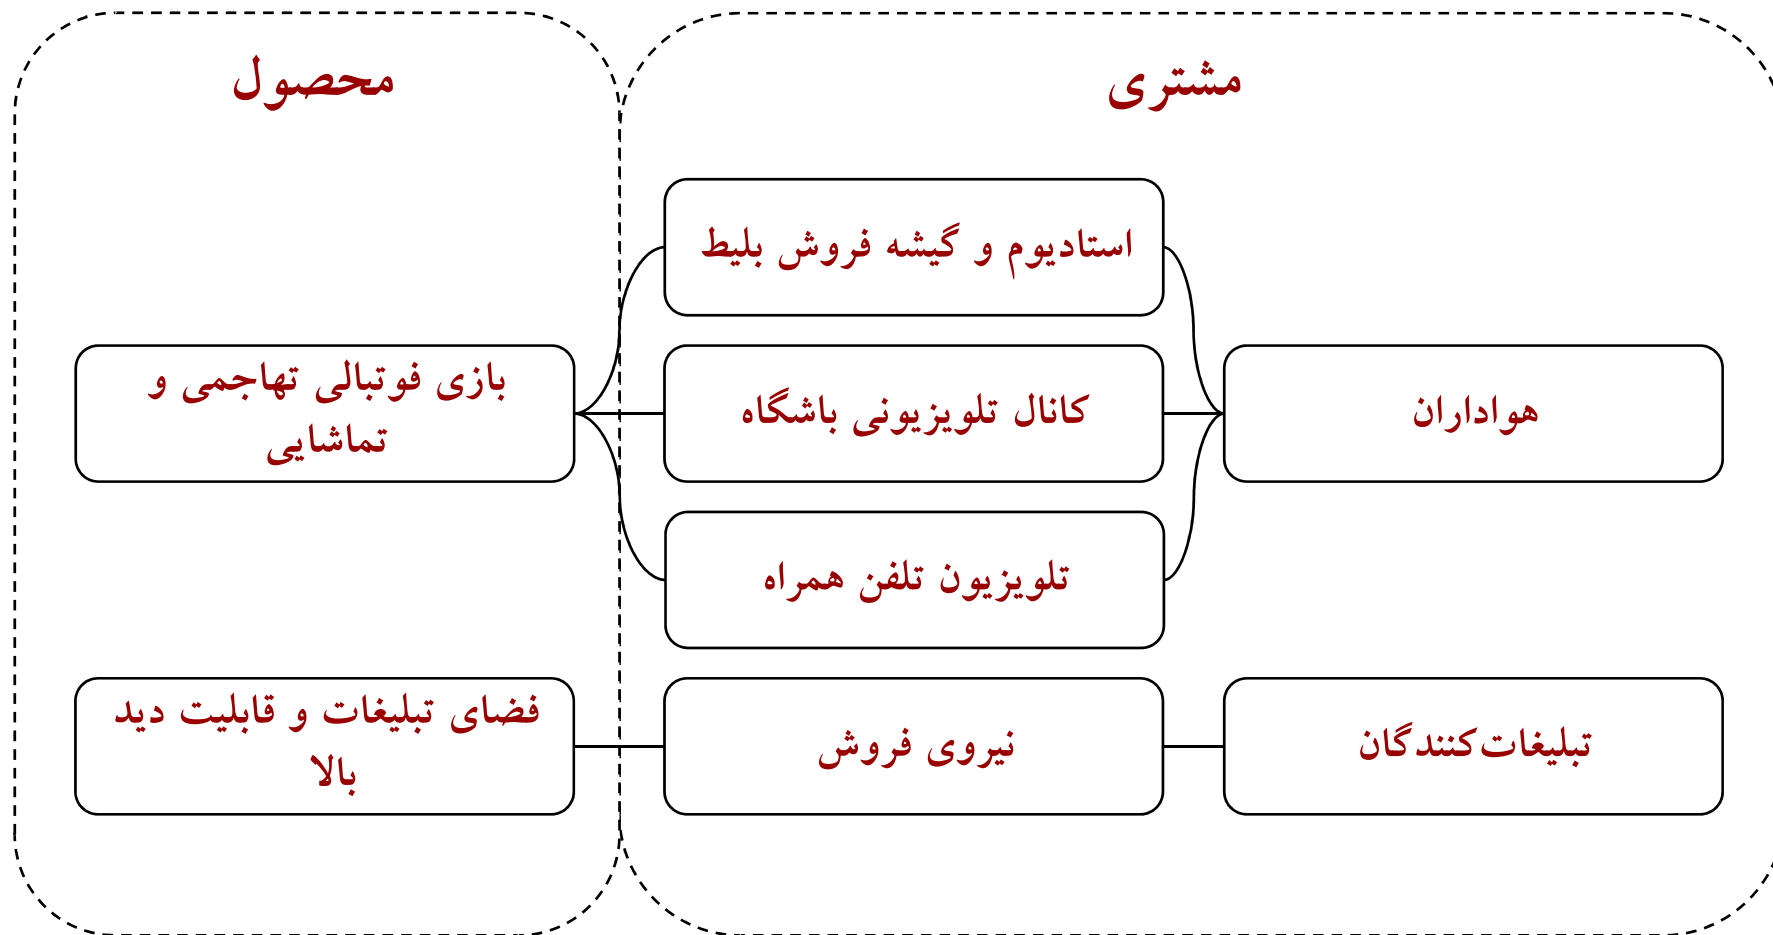 مشتری
محصول
استادیوم و گیشه فروش بلیط
هواداران
کانال تلویزیونی باشگاه
بازی فوتبالی تهاجمی و
تماشایی
تلویزیون تلفن همراه
تبلیغات‌کنندگان
نیروی فروش
فضای تبلیغات و قابلیت دید
بالا